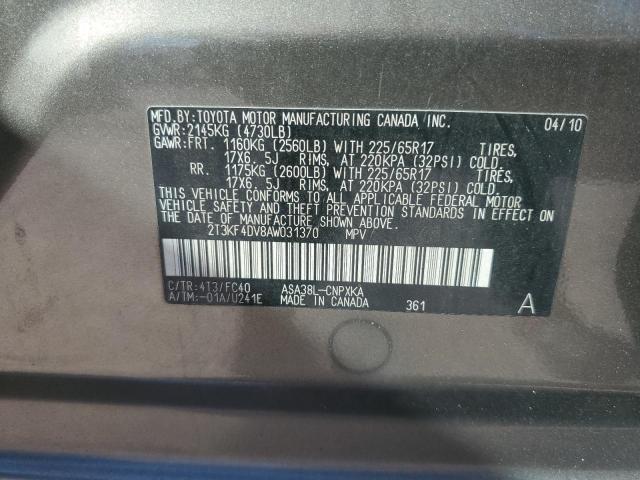 MFD.BY:TOYOTA MOTOR MANUFACTURING CANADA INC. 04/10
GVWR:2145KG (4730LB)
GAWR:FRT. 1160KG (2560LB) WITH 225/65R17 TIRES,
17X6. 5J RIMS, AT 220KPA (32PSI) COLD.
RR. 1175KG (2600LB) WITH 225/65R17 TIRES,
17X6. 5J RIMS, AT 220KPA (32PSI) COLD.
THIS VEHICLE CONFORMS TO ALL APPLICABLE FEDERAL MOTOR
VEHICLE SAFETY AND THEFT PREVENTION STANDARDS IN EFFECT ON
THE DATE OF MANUFACTURE SHOWN ABOVE.
2T3KF4DV8AW031370 MPV
C/TR:4T3/FC40 ASA38L-CNPXKA
A/TM:-01A/U241E MADE IN CANADA 361 A